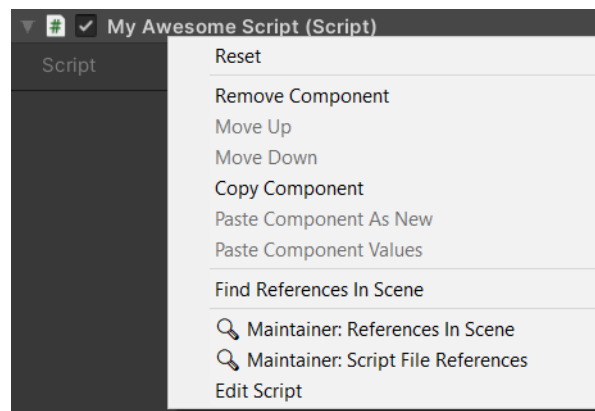 # My Awesome Script (Script)
Script
Reset
Remove Component
Move Up
Move Down
Copy Component
Paste Component As New
Paste Component Values
Find References In Scene
Maintainer: References In Scene
Maintainer: Script File References
Edit Script